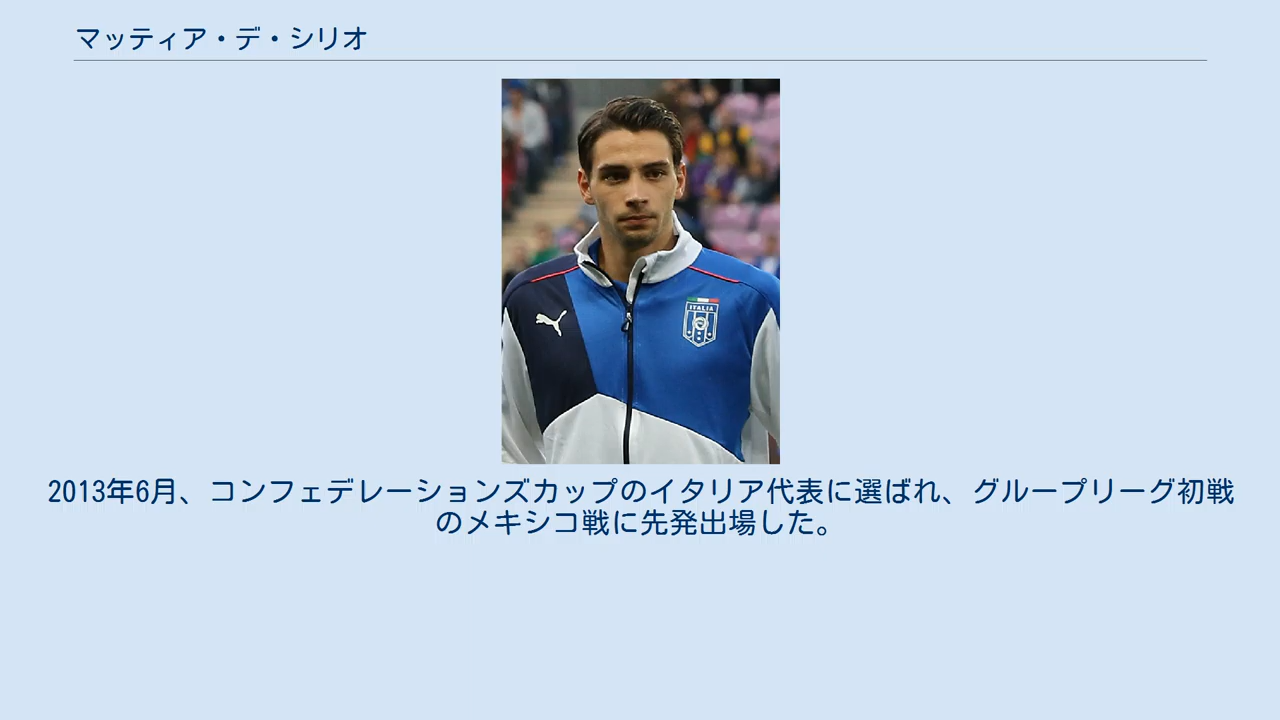 マッティア・デ・シリオ
ITALIA
2013年6月、コンフェデレーションズカップのイタリア代表に選ばれ、グループリーグ初戦
のメキシコ戦に先発出場した。